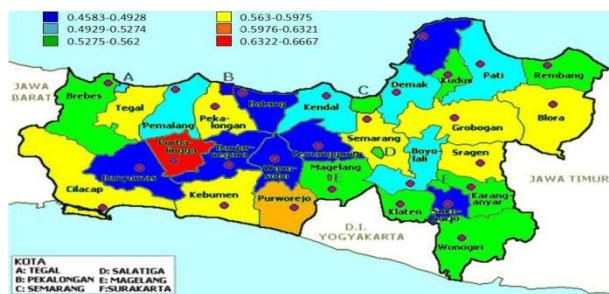 0.4583-0.4928
0.4929-0.5274
0.5275-0.562
0.563-0.5975
0.5976-0.6321
0.6322-0.6667
JAWA
BARAT
A
B
C
Brebes
Tegal
Pemalang
Peka-
longan
Batang
Kendal
Demak
Kudus
Pati
Rembang
Blora
Semarang
Grobogan
Purba-
lingga
Banjar-
negara
Wono-
sobo
Temanggung
D
Boyo
lali
Sragen
JAWA TIMUR
Cilacap
Banyumas
Kebumen
Purworejo
Magelang
E
F
Karang-
anyar
Klaten
Suko-
harjo
Wonogiri
D.I.
YOGYAKARTA
KOTA
A: TEGAL D: SALATIGA
B: PEKALONGAN E: MAGELANG
C: SEMARANG F:SURAKARTA